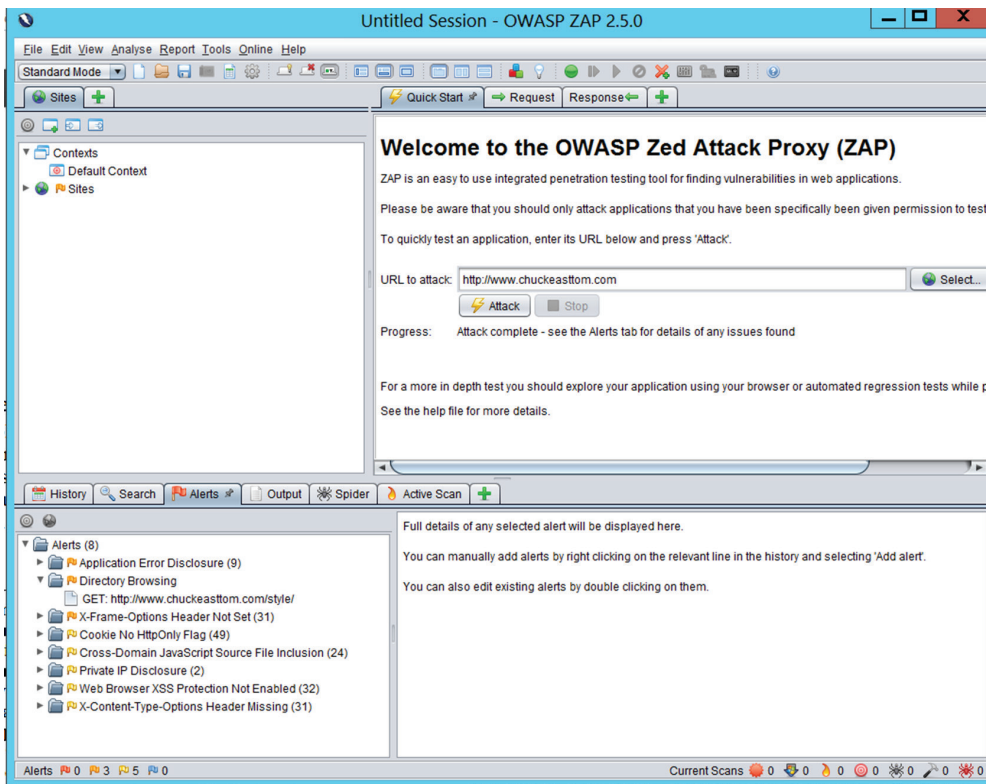 Untitled Session - OWASP ZAP 2.5.0
File Edit View Analyse Report Tools Online Help
Standard Mode
Sites
Quick Start
Request
Response
Contexts
Default Context
Sites
Welcome to the OWASP Zed Attack Proxy (ZAP)
ZAP is an easy to use integrated penetration testing tool for finding vulnerabilities in web applications.
Please be aware that you should only attack applications that you have been specifically been given permission to test
To quickly test an application, enter its URL below and press 'Attack'.
URL to attack: http://www.chuckeasttom.com Select...
Attack Stop
Progress: Attack complete - see the Alerts tab for details of any issues found
For a more in depth test you should explore your application using your browser or automated regression tests while p
See the help file for more details.
History Search Alerts Output Spider Active Scan
Alerts (8)
Application Error Disclosure (9)
Directory Browsing
GET: http://www.chuckeasttom.com/style/
X-Frame-Options Header Not Set (31)
Cookie No HttpOnly Flag (49)
Cross-Domain JavaScript Source File Inclusion (24)
Private IP Disclosure (2)
Web Browser XSS Protection Not Enabled (32)
X-Content-Type-Options Header Missing (31)
Full details of any selected alert will be displayed here.
You can manually add alerts by right clicking on the relevant line in the history and selecting 'Add alert'.
You can also edit existing alerts by double clicking on them.
Alerts 0 3 5 0
Current Scans 0 0 0 0 0 0 0